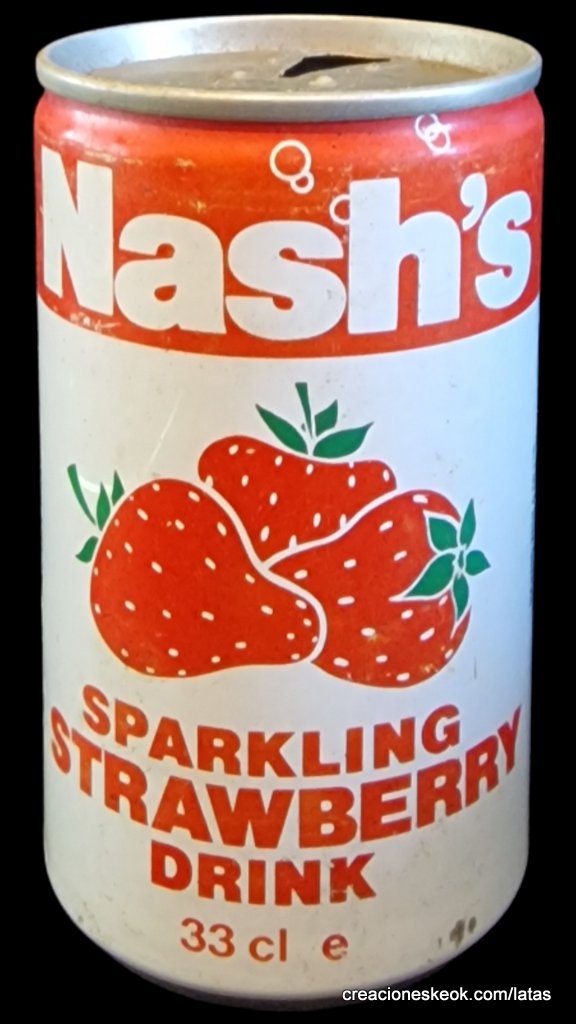 Nash's
SPARKLING
STRAWBERRY
DRINK
33 cl e
creacioneskeok.com/latas